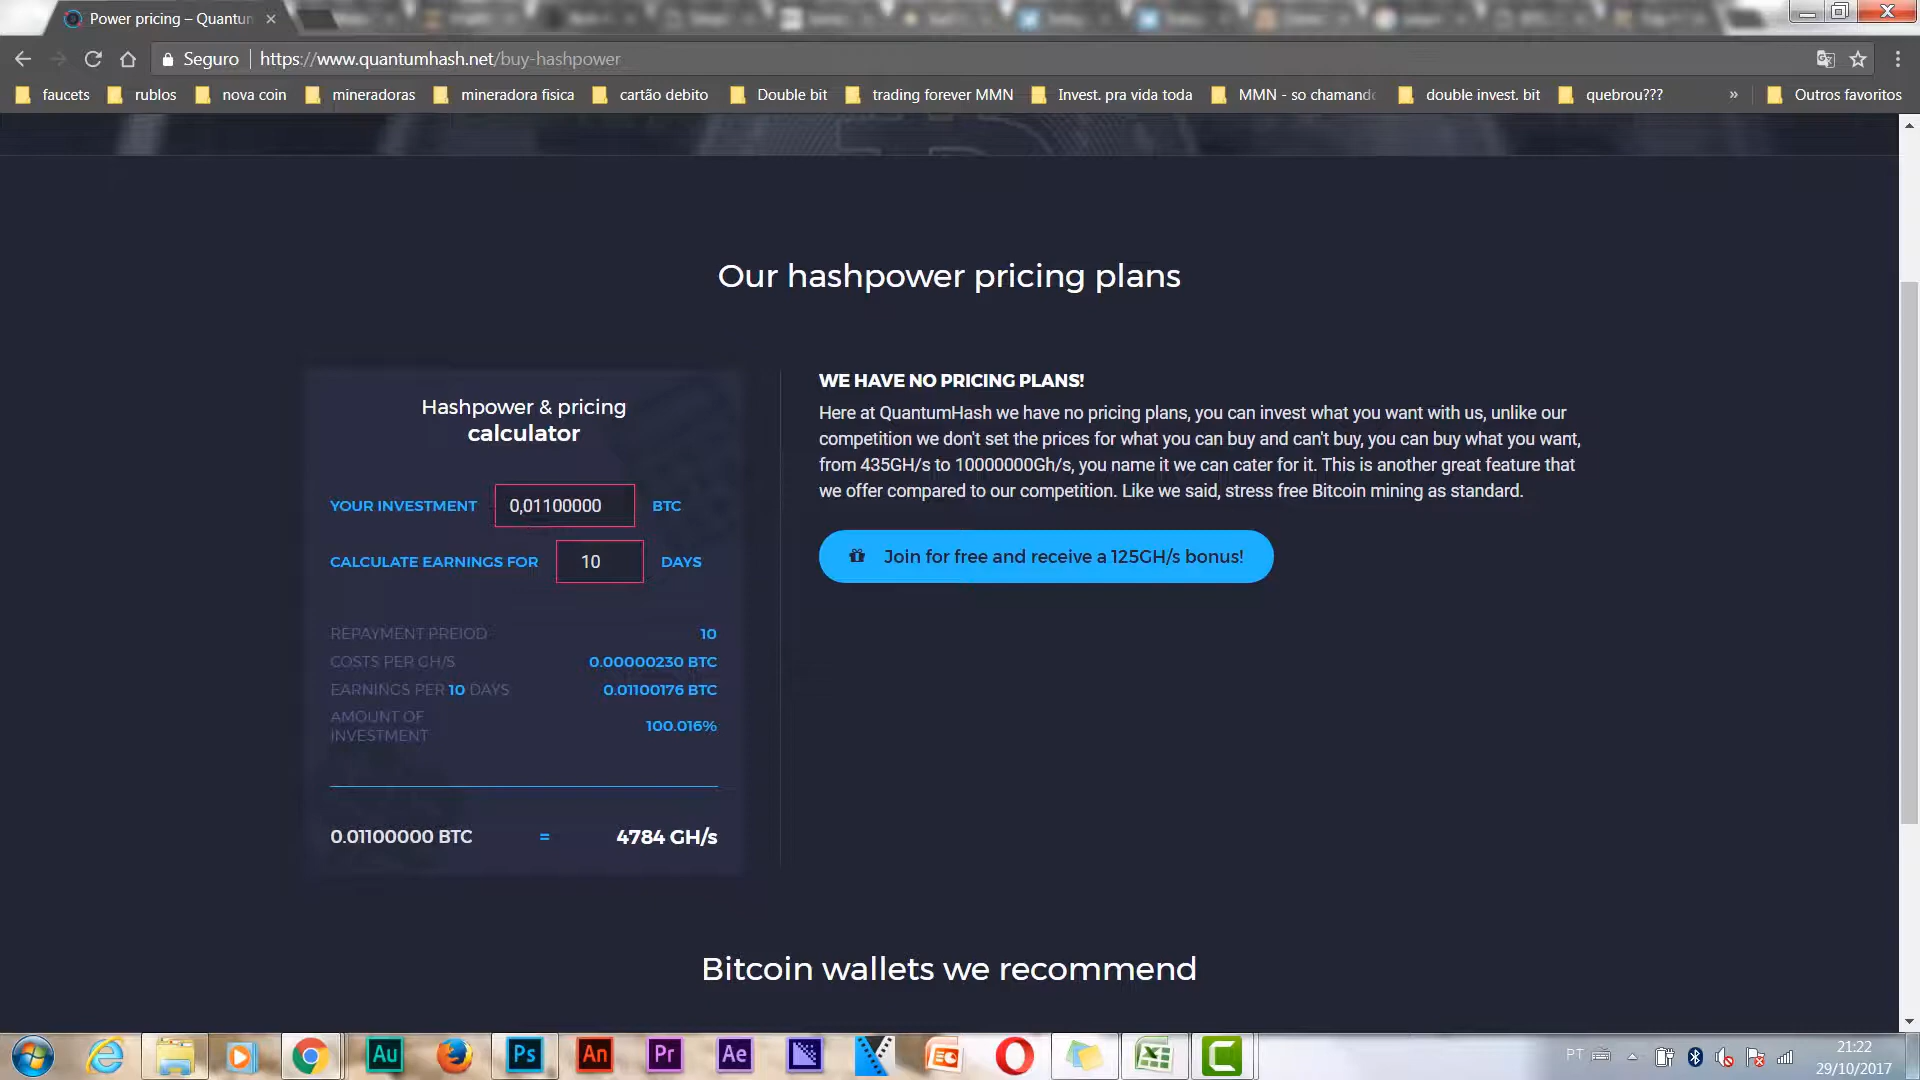 Power pricing – Quantun
Seguro
https://www.quantumhash.net/buy-hashpower
faucets
rublos
nova coin
mineradoras
mineradora fisica
cartão debito
Double bit
trading forever MMN
Invest. pra vida toda
MMN - so chamando
double invest. bit
quebrou???
»
Outros favoritos
Our hashpower pricing plans
Hashpower & pricing
calculator
YOUR INVESTMENT 0,01100000 BTC
CALCULATE EARNINGS FOR 10 DAYS
REPAYMENT PREIOD 10
COSTS PER GH/S 0.00000230 BTC
EARNINGS PER 10 DAYS 0.01100176 BTC
AMOUNT OF
INVESTMENT 100.016%
0.01100000 BTC = 4784 GH/s
WE HAVE NO PRICING PLANS!
Here at QuantumHash we have no pricing plans, you can invest what you want with us, unlike our
competition we don't set the prices for what you can buy and can't buy, you can buy what you want,
from 435GH/s to 10000000Gh/s, you name it we can cater for it. This is another great feature that
we offer compared to our competition. Like we said, stress free Bitcoin mining as standard.
Join for free and receive a 125GH/s bonus!
Bitcoin wallets we recommend
Au
Ps
An
Pr
Ae
PT
21:22
29/10/2017